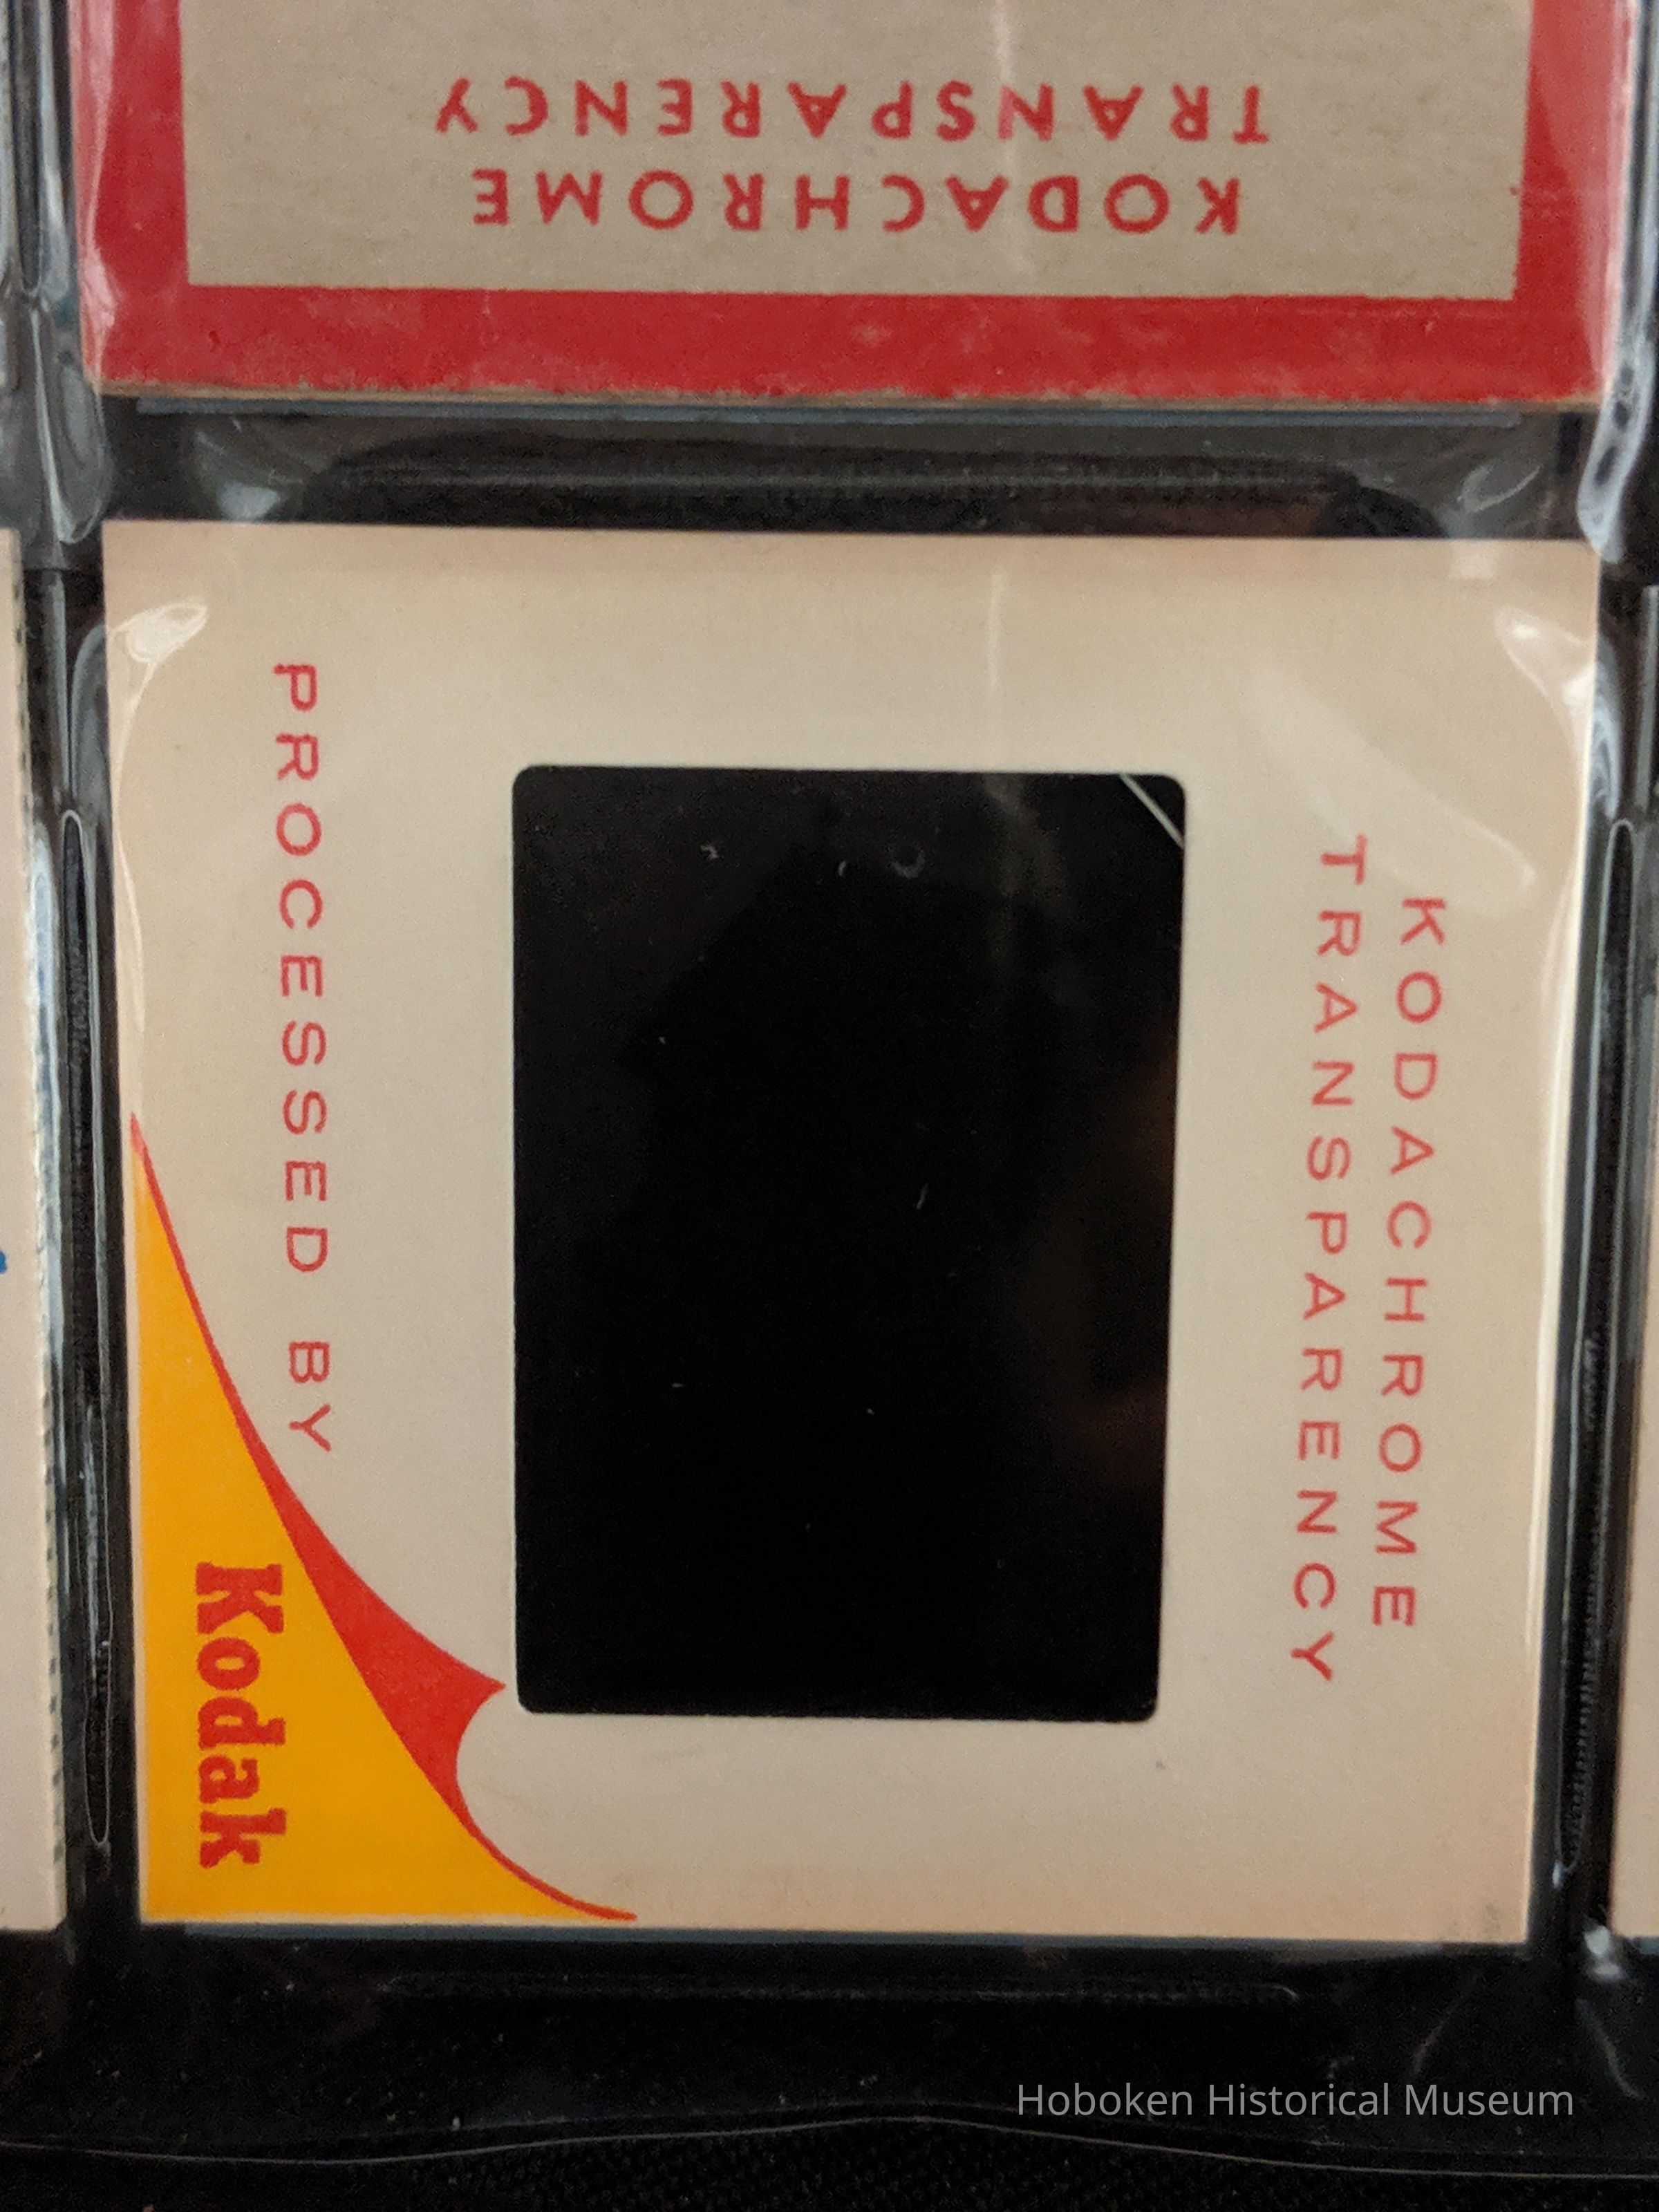 KODACHROME
TRANSPARENCY
KODACHROME
TRANSPARENCY
PROCESSED BY
Kodak
Hoboken Historical Museum